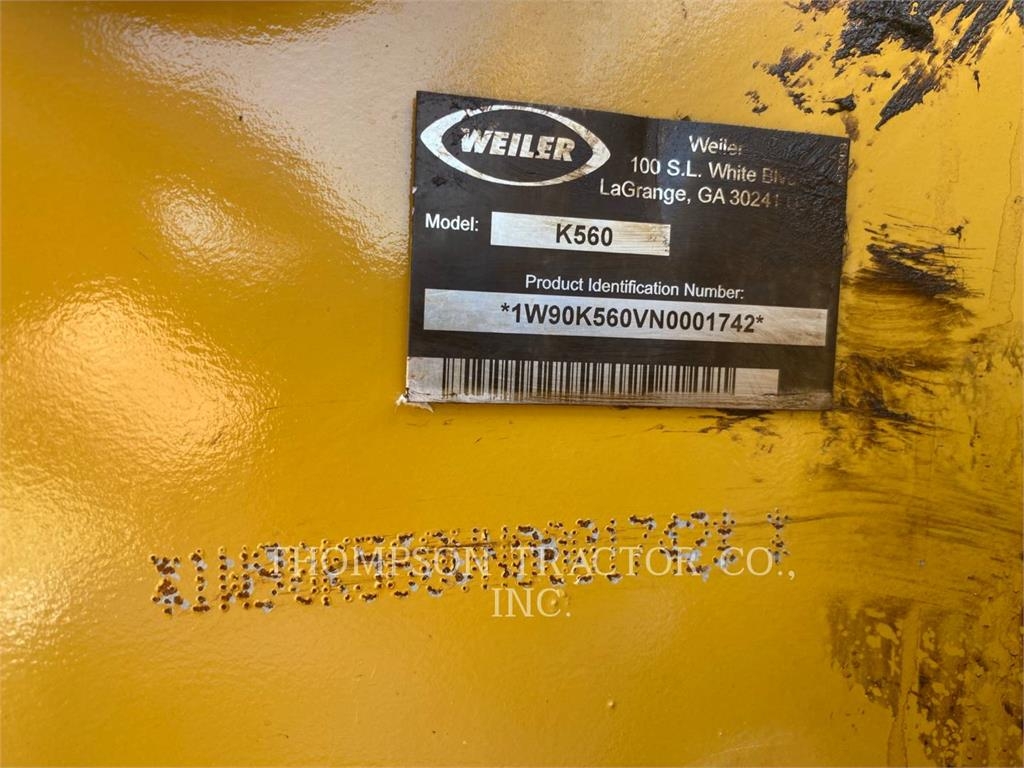 WEILER
Weiler
100 S.L. White Blvd
LaGrange, GA 30241
Model:
K560
Product Identification Number:
*1W90K560VN0001742*
THOMPSON TRACTOR CO.,
INC.